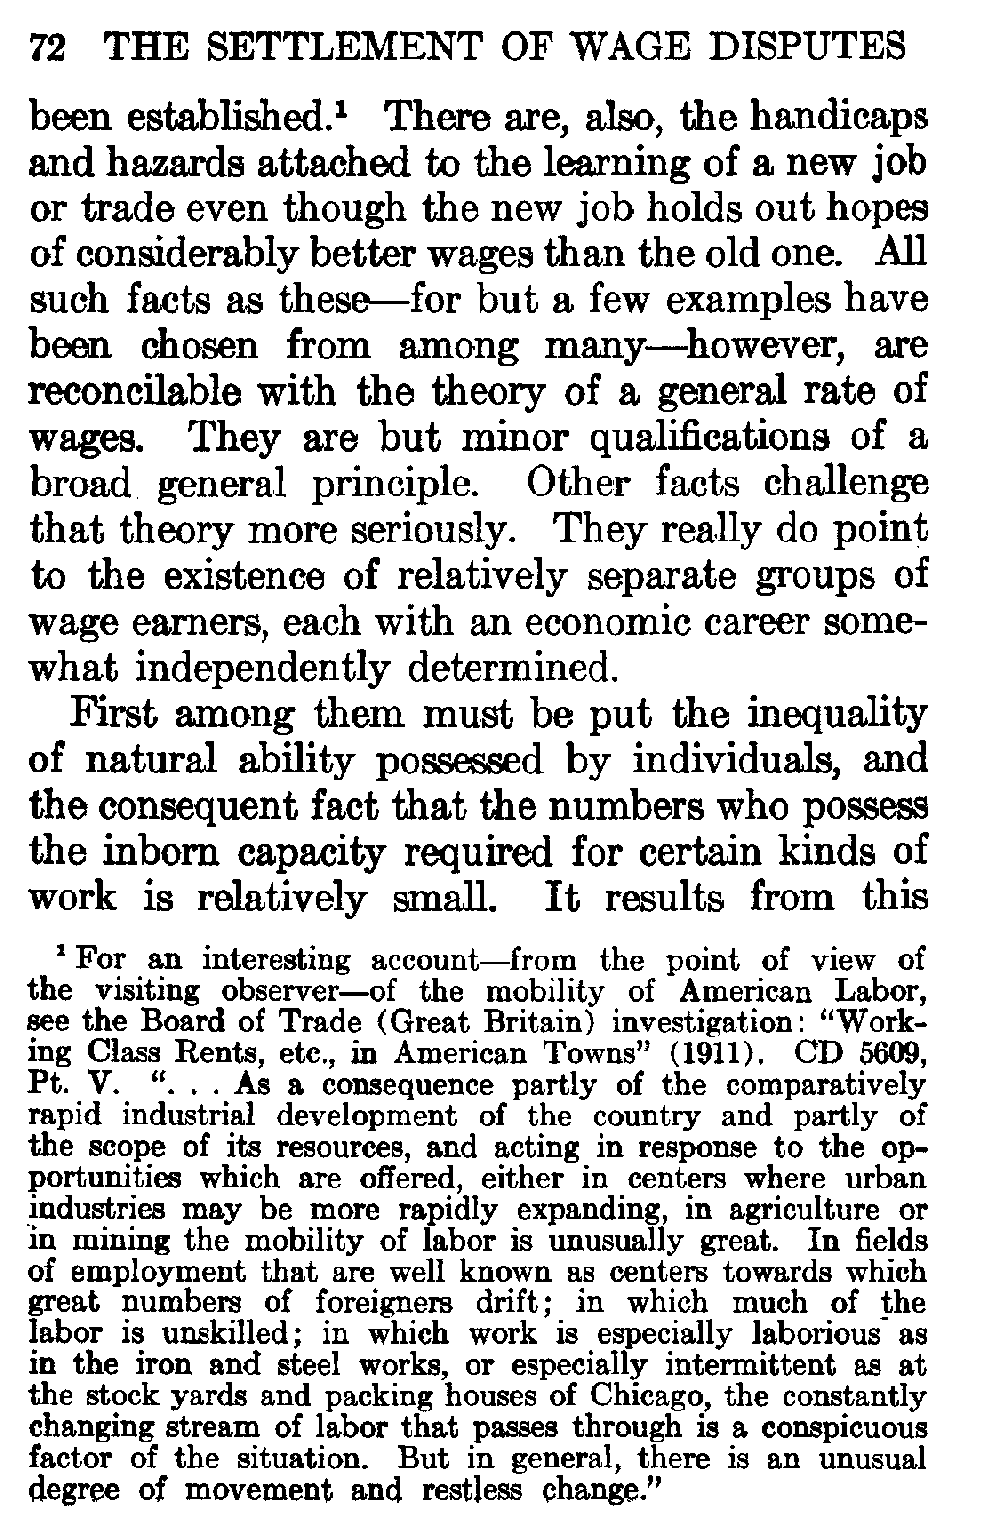 72 THE SETTLEMENT OF WAGE DISPUTES
been established.¹ There are, also, the handicaps
and hazards attached to the learning of a new job
or trade even though the new job holds out hopes
of considerably better wages than the old one. All
such facts as these—for but a few examples have
been chosen from among many—however, are
reconcilable with the theory of a general rate of
wages. They are but minor qualifications of a
broad general principle. Other facts challenge
that theory more seriously. They really do point
to the existence of relatively separate groups of
wage earners, each with an economic career some-
what independently determined.
First among them must be put the inequality
of natural ability possessed by individuals, and
the consequent fact that the numbers who possess
the inborn capacity required for certain kinds of
work is relatively small. It results from this
¹ For an interesting account—from the point of view of
the visiting observer—of the mobility of American Labor,
see the Board of Trade (Great Britain) investigation: "Work-
ing Class Rents, etc., in American Towns" (1911). CD 5609,
Pt. V. ". . . As a consequence partly of the comparatively
rapid industrial development of the country and partly of
the scope of its resources, and acting in response to the op-
portunities which are offered, either in centers where urban
industries may be more rapidly expanding, in agriculture or
in mining the mobility of labor is unusually great. In fields
of employment that are well known as centers towards which
great numbers of foreigners drift; in which much of the
labor is unskilled; in which work is especially laborious as
in the iron and steel works, or especially intermittent as at
the stock yards and packing houses of Chicago, the constantly
changing stream of labor that passes through is a conspicuous
factor of the situation. But in general, there is an unusual
degree of movement and restless change."